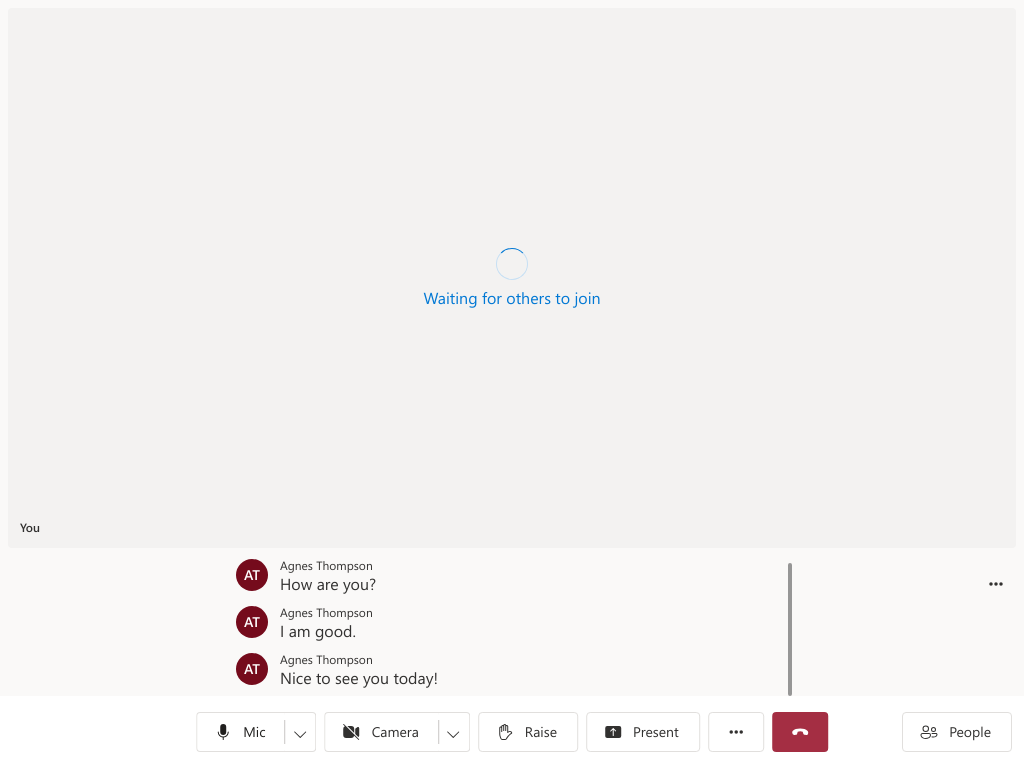 Waiting for others to join
You
AT
Agnes Thompson
How are you?
AT
Agnes Thompson
I am good.
AT
Agnes Thompson
Nice to see you today!
Mic
Camera
Raise
Present
People